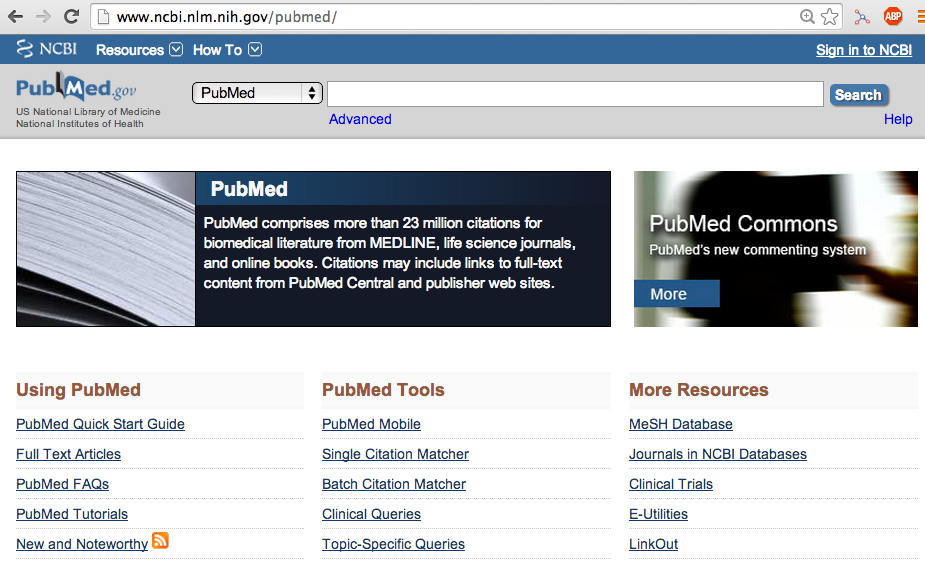 www.ncbi.nlm.nih.gov/pubmed/
ABP
NCBI Resources How To Sign in to NCBI
PubMed.gov
US National Library of Medicine
National Institutes of Health
PubMed
Search
Advanced
Help
PubMed
PubMed comprises more than 23 million citations for
biomedical literature from MEDLINE, life science journals,
and online books. Citations may include links to full-text
content from PubMed Central and publisher web sites.
PubMed Commons
PubMed's new commenting system
More
Using PubMed
PubMed Quick Start Guide
Full Text Articles
PubMed FAQs
PubMed Tutorials
New and Noteworthy
PubMed Tools
PubMed Mobile
Single Citation Matcher
Batch Citation Matcher
Clinical Queries
Topic-Specific Queries
More Resources
MeSH Database
Journals in NCBI Databases
Clinical Trials
E-Utilities
LinkOut